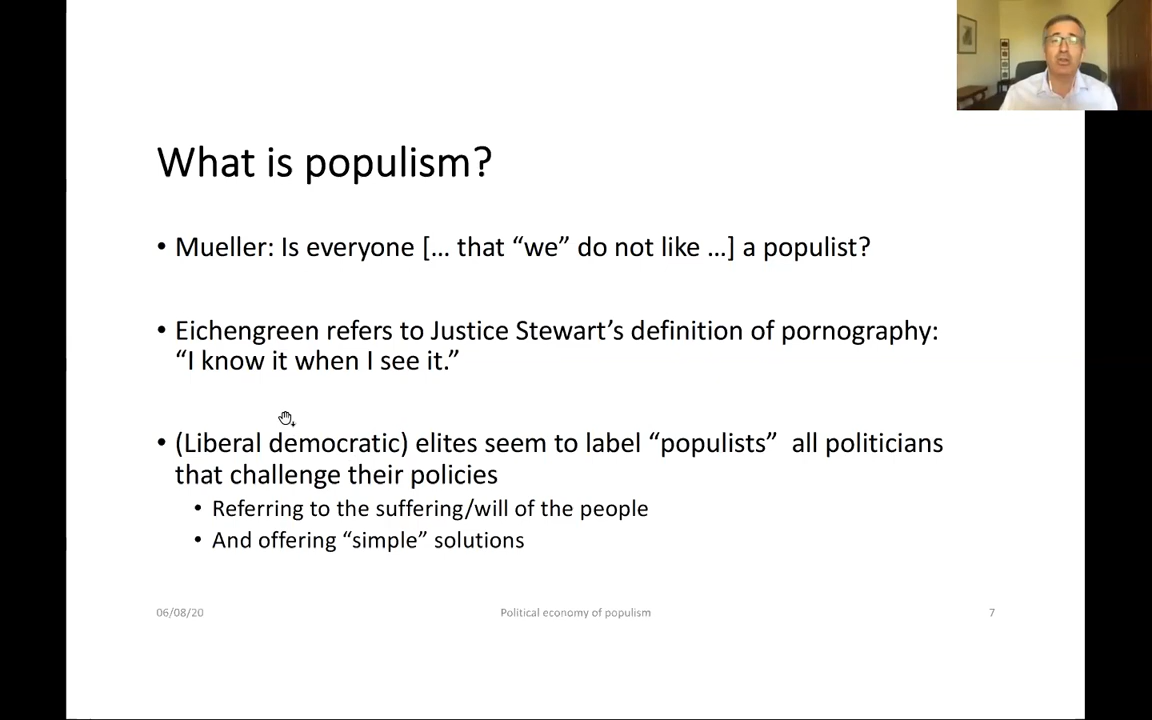 What is populism?
• Mueller: Is everyone [… that “we” do not like …] a populist?
• Eichengreen refers to Justice Stewart’s definition of pornography:
“I know it when I see it.”
• (Liberal democratic) elites seem to label “populists”  all politicians
that challenge their policies
• Referring to the suffering/will of the people
• And offering “simple” solutions
06/08/20
Political economy of populism
7